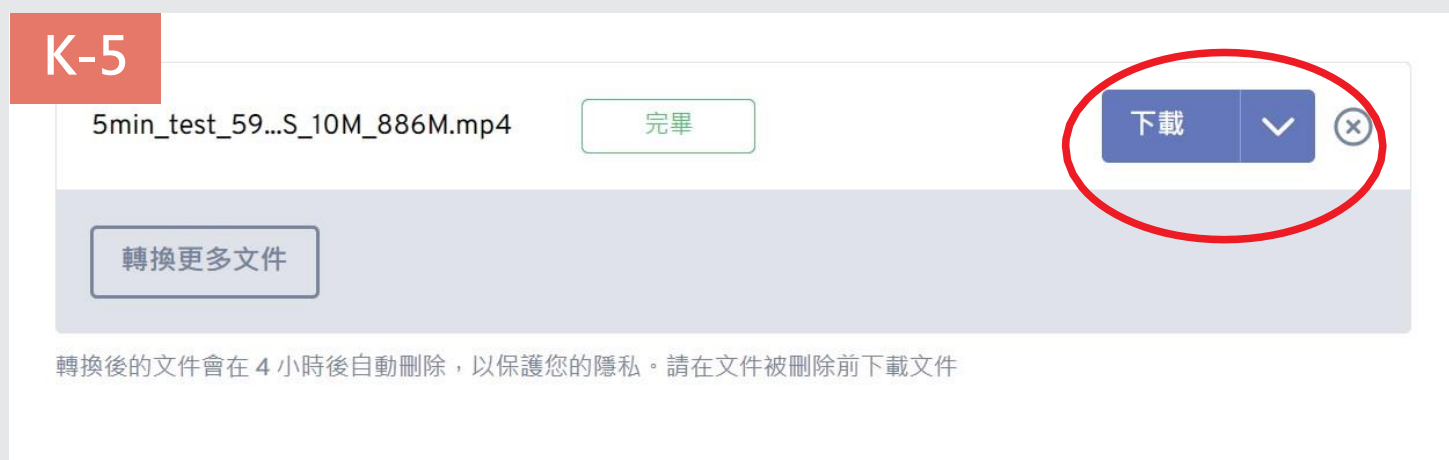 K-5
5min_test_59...S_10M_886M.mp4
完畢
下載
轉換更多文件
轉換後的文件會在 4 小時後自動刪除，以保護您的隱私。請在文件被刪除前下載文件